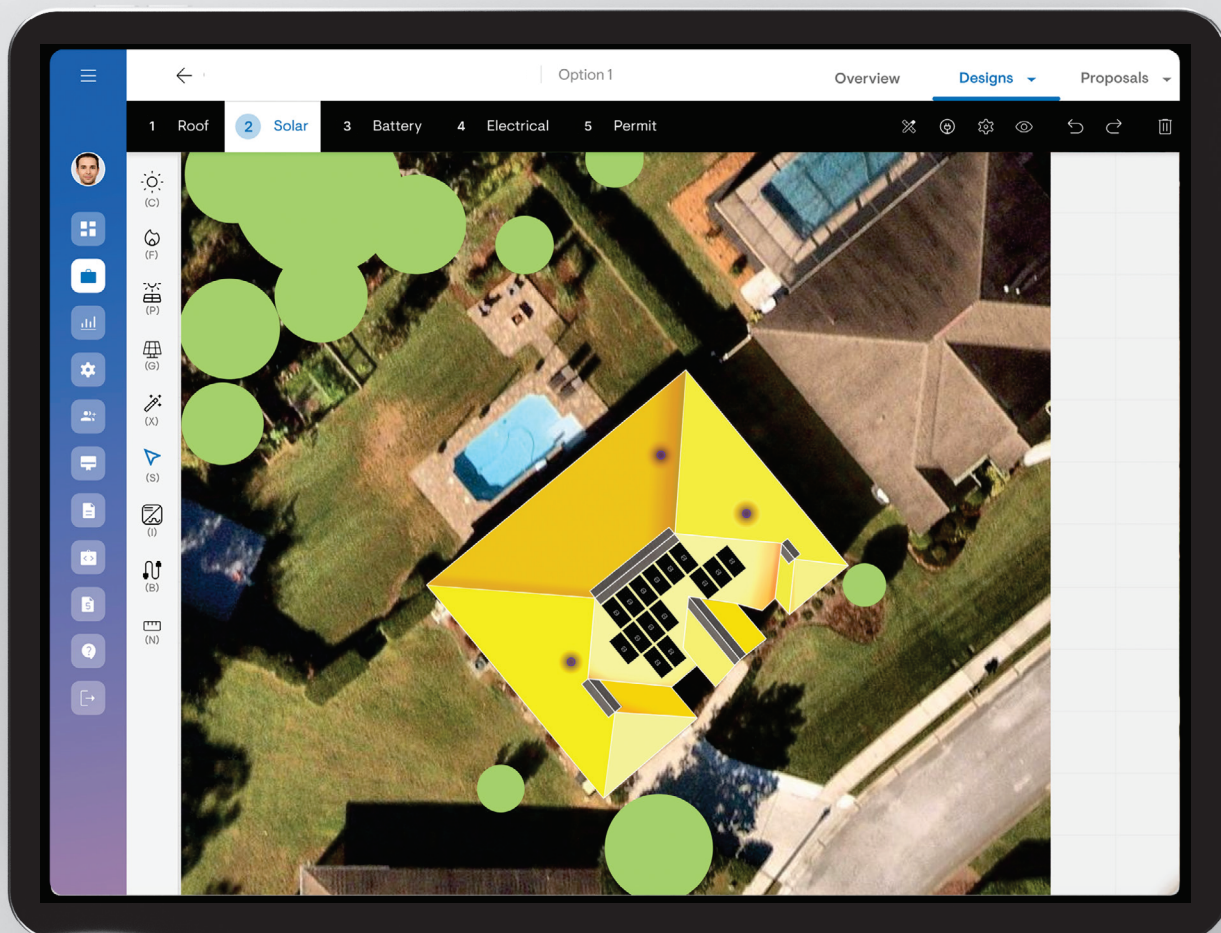 Option 1
Overview
Designs
Proposals
1 Roof
2 Solar
3 Battery
4 Electrical
5 Permit
(C)
(F)
(P)
(G)
(X)
(S)
(I)
(B)
(N)